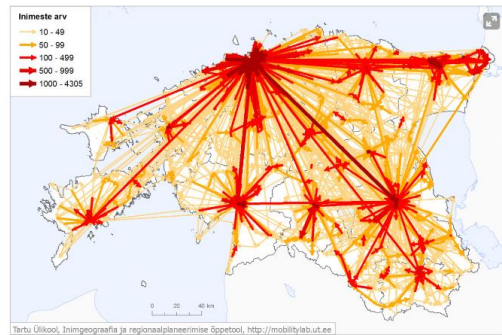 Inimeste arv
10 - 49
50 - 99
100 - 499
500 - 999
1000 - 4305
0 20 40 km
Tartu Ülikool, Inimgeograafia ja regionaalplaneerimise õppetool, http://mobilitylab.ut.ee